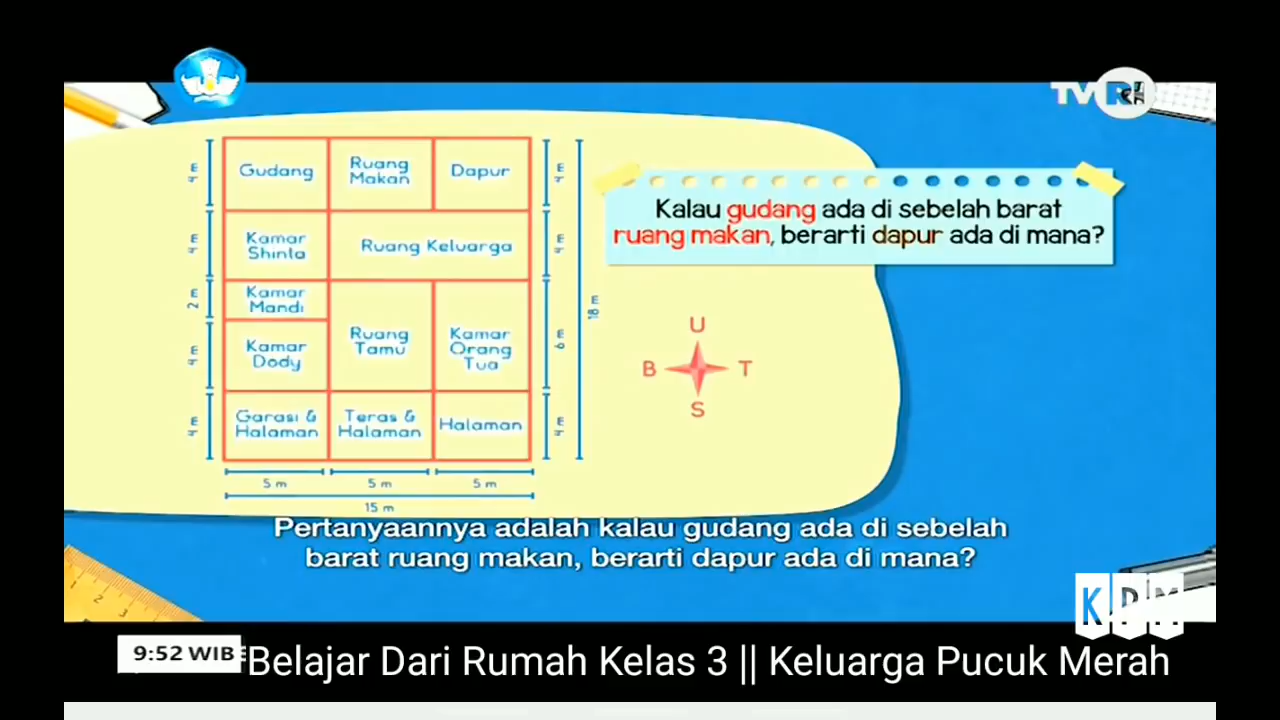 TVRI
Gudang
Ruang
Makan
Dapur
Kamar
Shinta
Ruang Keluarga
Kamar
Mandi
Kamar
Dody
Ruang
Tamu
Kamar
Orang
Tua
Garasi &
Halaman
Teras &
Halaman
Halaman
4 m
4 m
2 m
4 m
4 m
4 m
4 m
6 m
4 m
18 m
5 m
5 m
5 m
15 m
Kalau gudang ada di sebelah barat
ruang makan, berarti dapur ada di mana?
U
B
T
S
Pertanyaannya adalah kalau gudang ada di sebelah
barat ruang makan, berarti dapur ada di mana?
1 2 3
KPM
9:52 WIB
Belajar Dari Rumah Kelas 3 || Keluarga Pucuk Merah